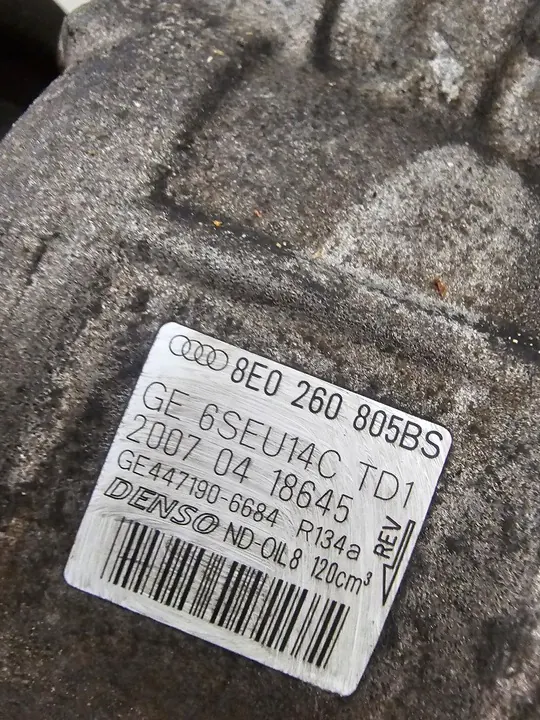 8E0 260 805BS
GE 6SEU14C TD1
2007 04 18645
GE447190-6684 R134a
DENSO ND-OIL8 120cm³
REV